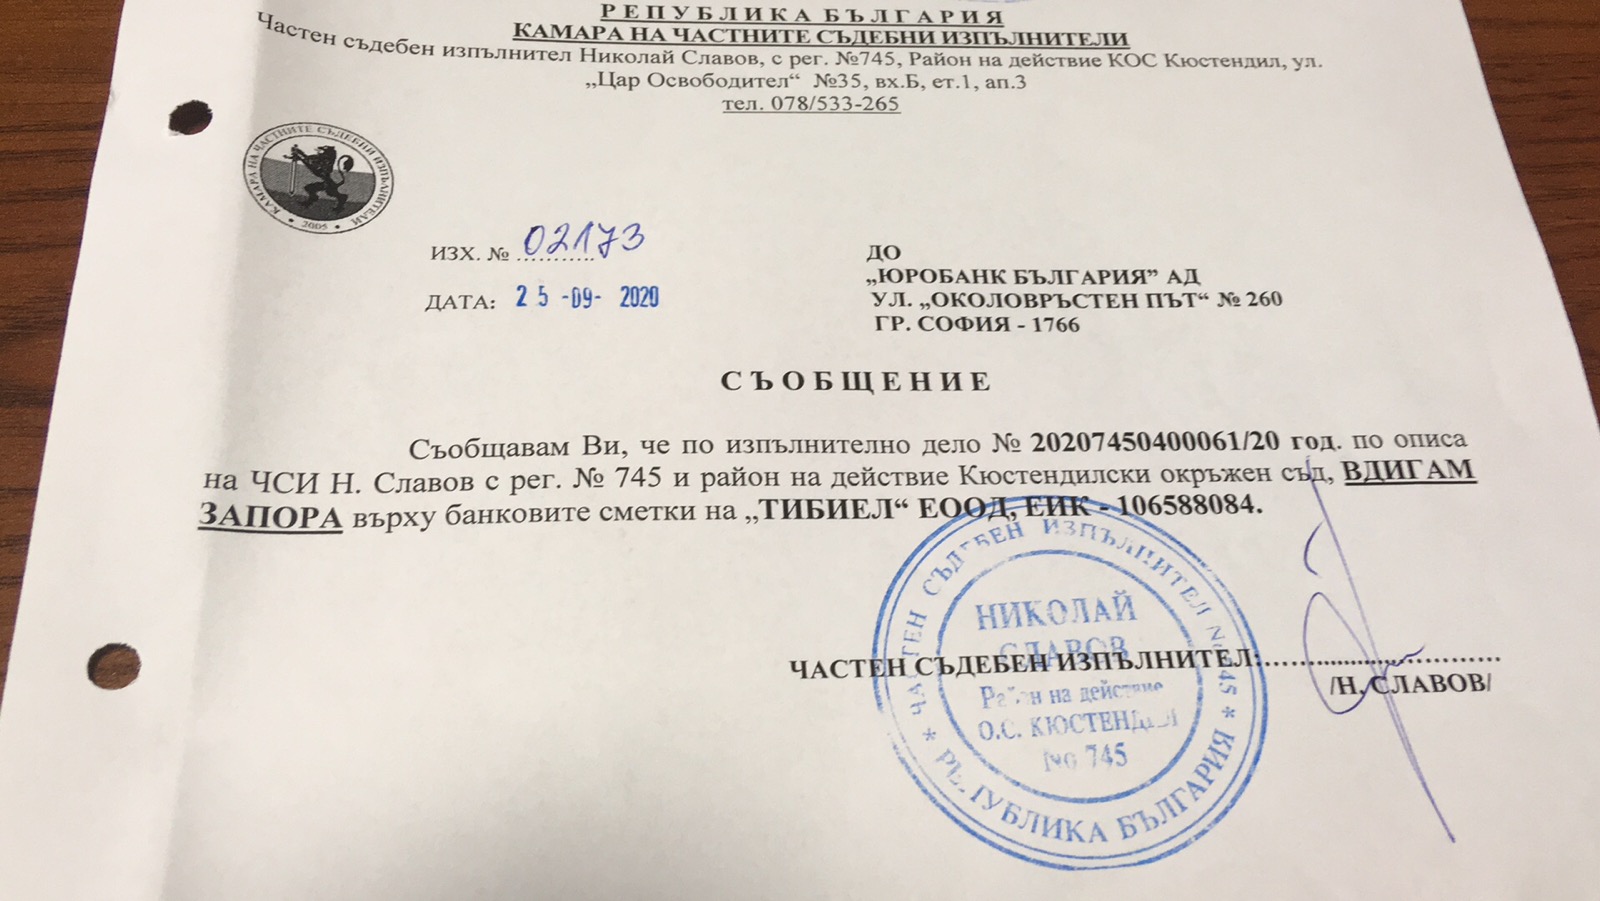 РЕПУБЛИКА БЪЛГАРИЯ
КАМАРА НА ЧАСТНИТЕ СЪДЕБНИ ИЗПЪЛНИТЕЛИ
Частен съдебен изпълнител Николай Славов, с рег. №745, Район на действие КОС Кюстендил, ул.
„Цар Освободител“ №35, вх.Б, ет.1, ап.3
тел. 078/533-265
КАМАРА НА ЧАСТНИТЕ СЪДЕБНИ ИЗПЪЛНИТЕЛИ
• 2005 •
ИЗХ. № 02173
ДАТА: 25 -09- 2020
ДО
„ЮРОБАНК БЪЛГАРИЯ” АД
УЛ. „ОКОЛОВРЪСТЕН ПЪТ“ № 260
ГР. СОФИЯ - 1766
СЪОБЩЕНИЕ
Съобщавам Ви, че по изпълнително дело № 20207450400061/20 год. по описа
на ЧСИ Н. Славов с рег. № 745 и район на действие Кюстендилски окръжен съд, ВДИГАМ
ЗАПОРА върху банковите сметки на „ТИБИЕЛ“ ЕООД, ЕИК - 106588084.
ЧАСТЕН СЪДЕБЕН ИЗПЪЛНИТЕЛ:........................
/Н. СЛАВОВ/
ЧАСТЕН СЪДЕБЕН ИЗПЪЛНИТЕЛ №745 * РЕПУБЛИКА БЪЛГАРИЯ *
НИКОЛАЙ
СЛАВОВ
Район на действие
О.С. КЮСТЕНДИЛ
№ 745